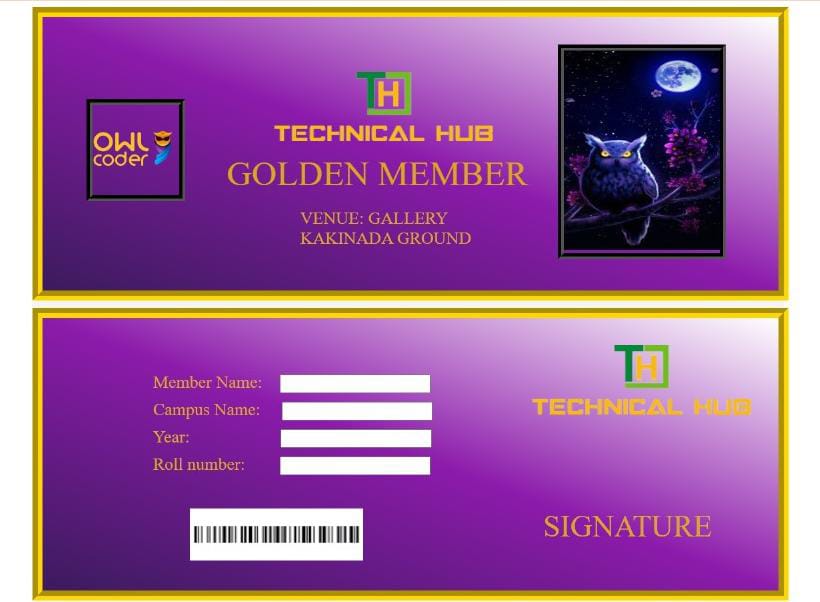 OWL
coder
TH
TECHNICAL HUB
GOLDEN MEMBER
VENUE: GALLERY
KAKINADA GROUND
TH
TECHNICAL HUB
Member Name:
Campus Name:
Year:
Roll number:
SIGNATURE